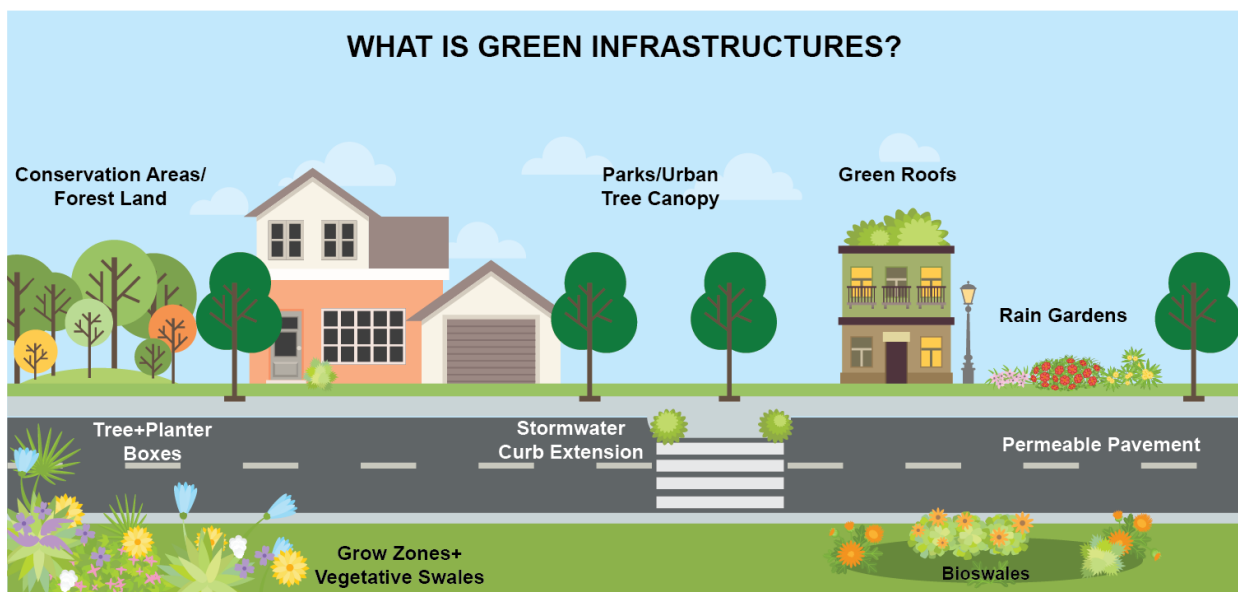 WHAT IS GREEN INFRASTRUCTURES?
Conservation Areas/
Forest Land
Parks/Urban
Tree Canopy
Green Roofs
Rain Gardens
Tree+Planter
Boxes
Stormwater
Curb Extension
Permeable Pavement
Grow Zones+
Vegetative Swales
Bioswales